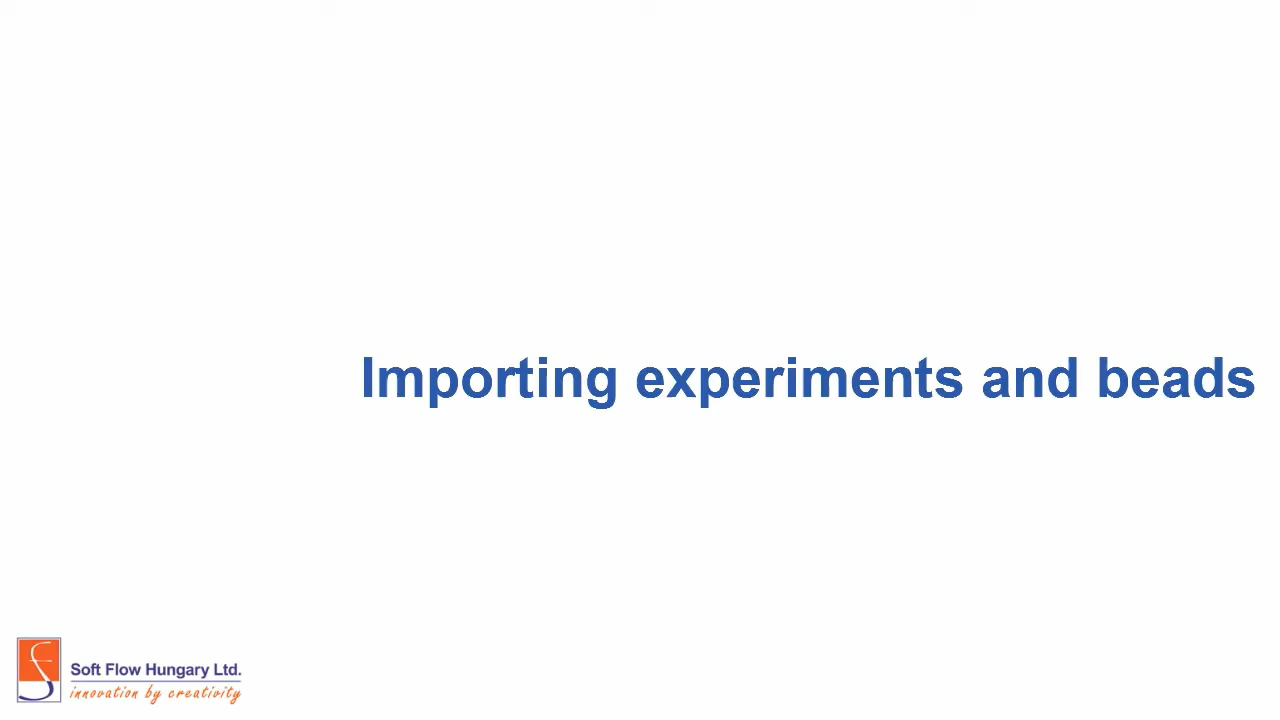 Importing experiments and beads
Soft Flow Hungary Ltd.
innovation by creativity